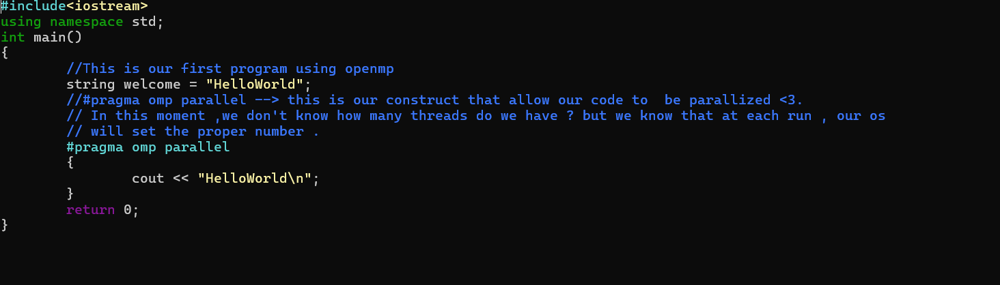 #include<iostream>
using namespace std;
int main()
{
        //This is our first program using openmp
        string welcome = "HelloWorld";
        //#pragma omp parallel --> this is our construct that allow our code to  be parallized <3.
        // In this moment ,we don't know how many threads do we have ? but we know that at each run , our os
        // will set the proper number .
        #pragma omp parallel
        {
                cout << "HelloWorld\n";
        }
        return 0;
}